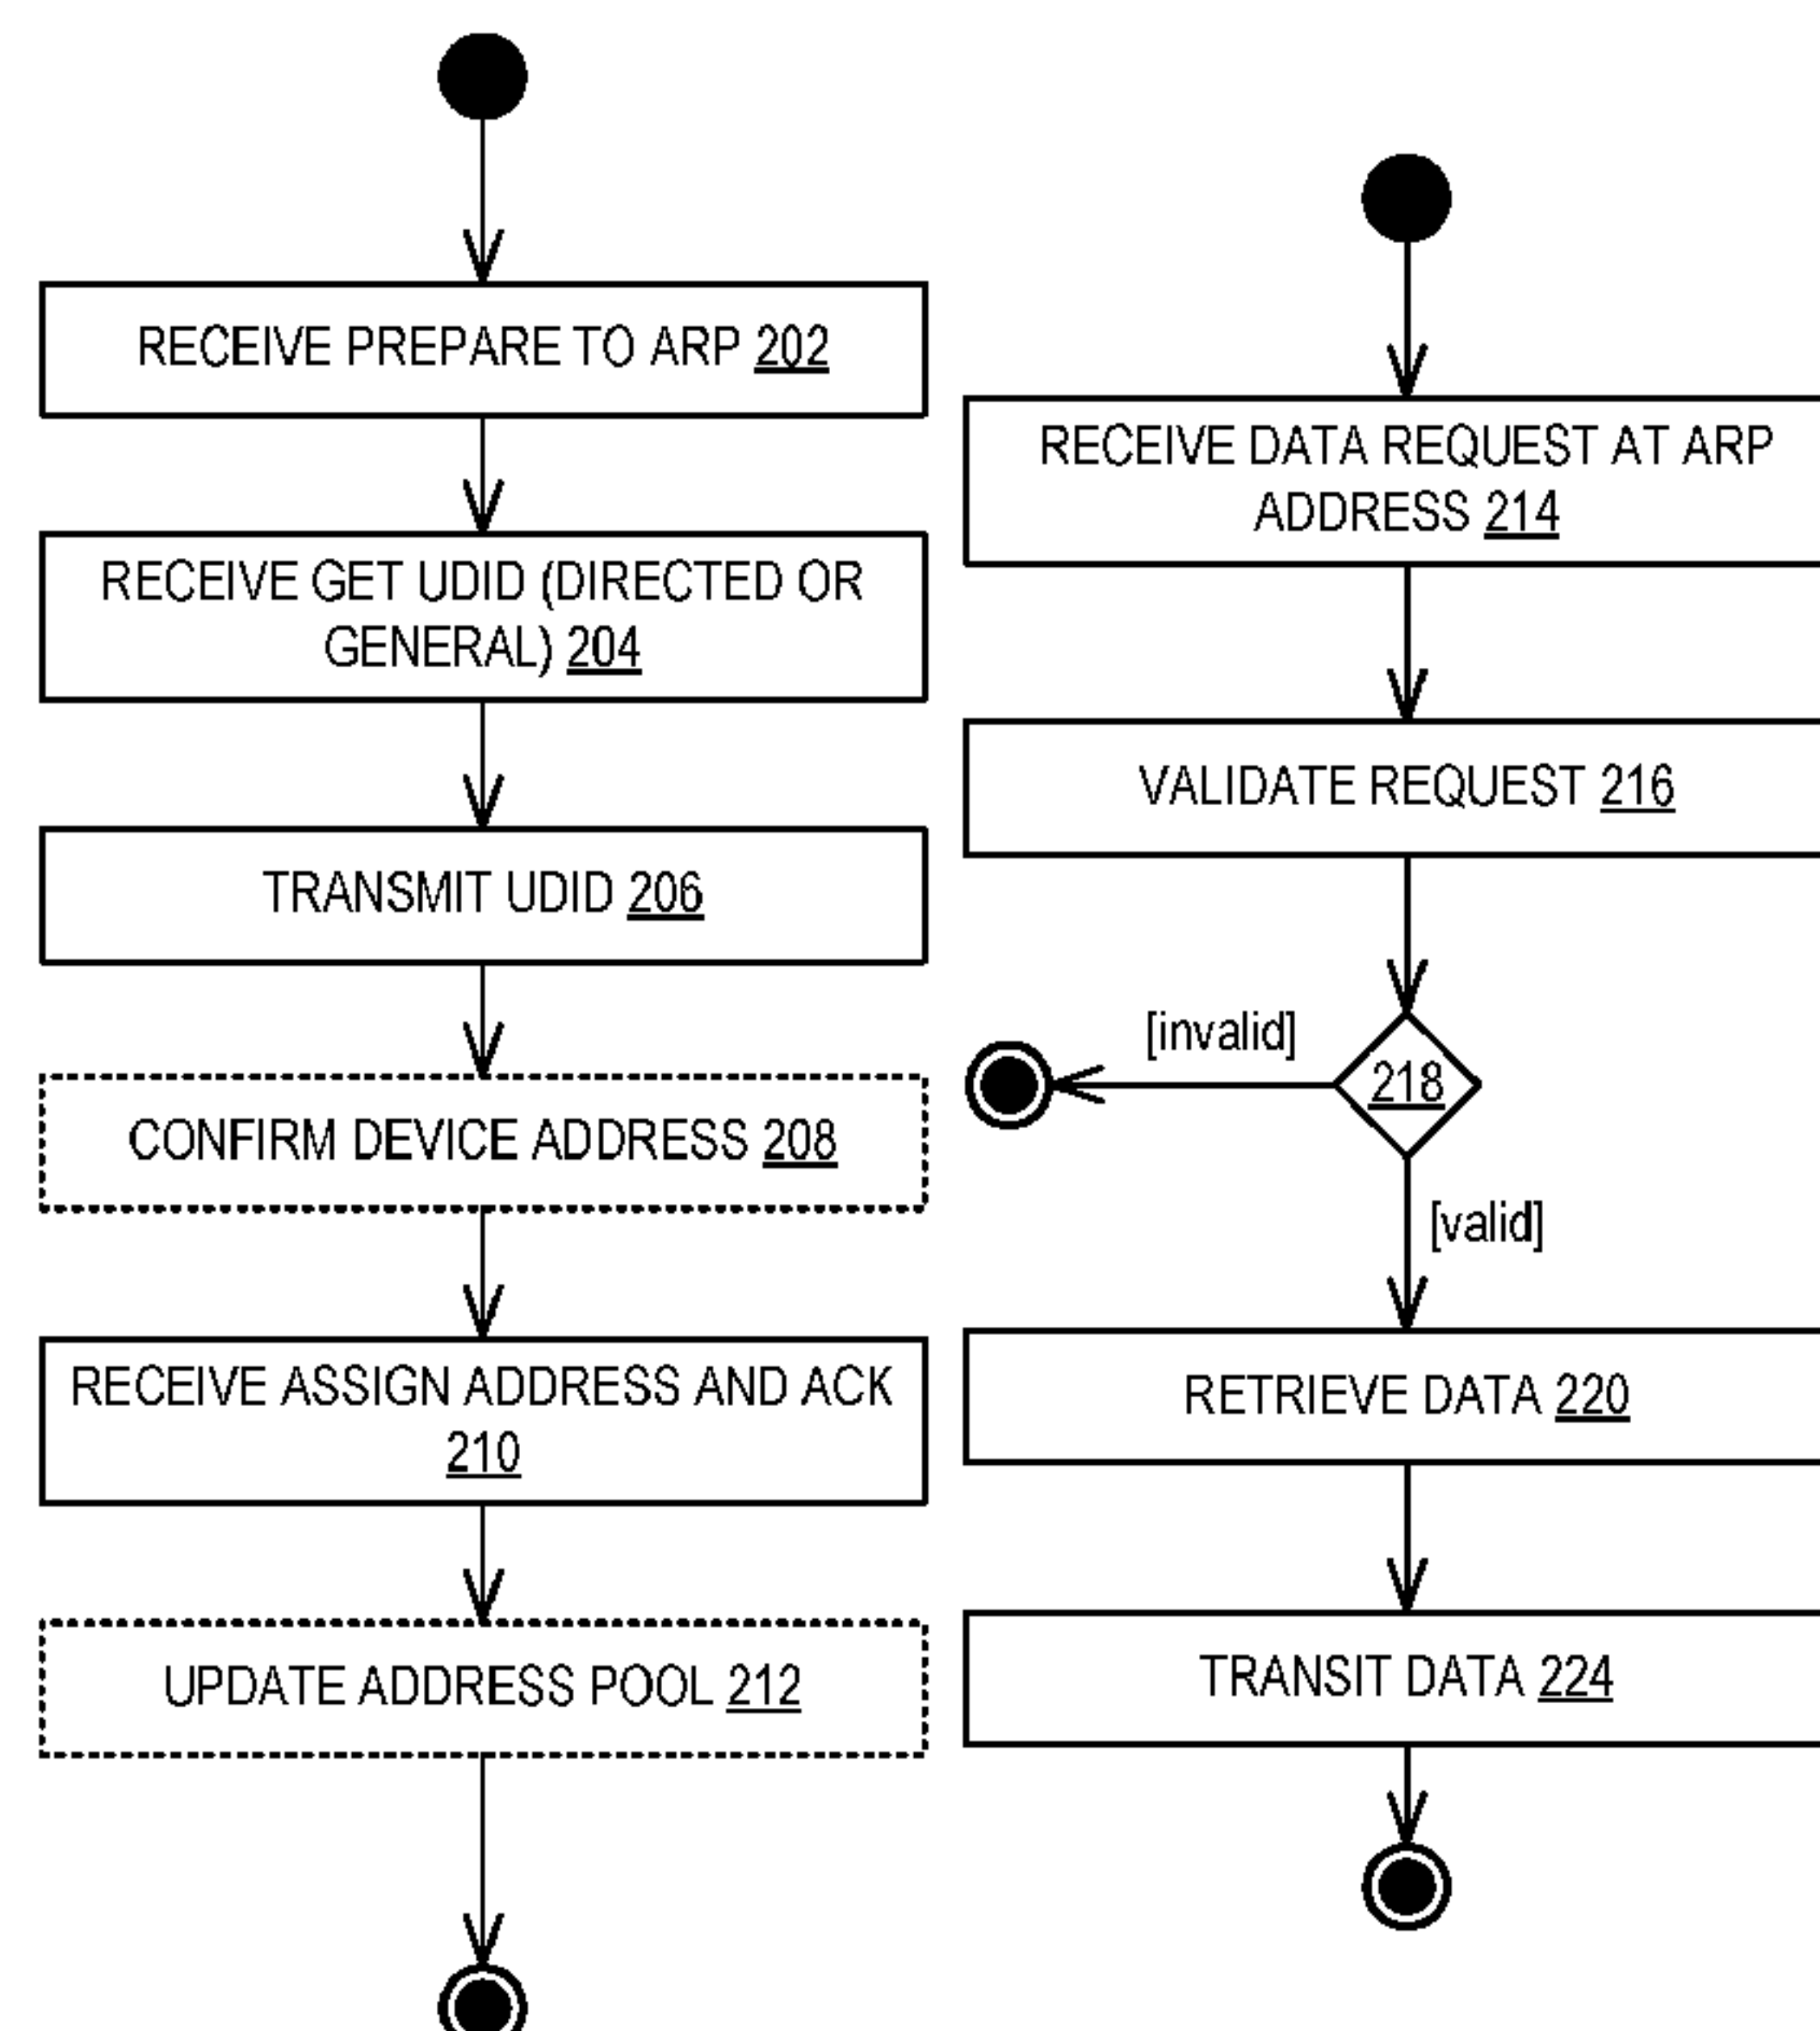 RECEIVE PREPARE TO ARP 202
RECEIVE GET UDID (DIRECTED OR
GENERAL) 204
TRANSMIT UDID 206
CONFIRM DEVICE ADDRESS 208
RECEIVE ASSIGN ADDRESS AND ACK
210
UPDATE ADDRESS POOL 212
RECEIVE DATA REQUEST AT ARP
ADDRESS 214
VALIDATE REQUEST 216
[invalid]
218
[valid]
RETRIEVE DATA 220
TRANSIT DATA 224